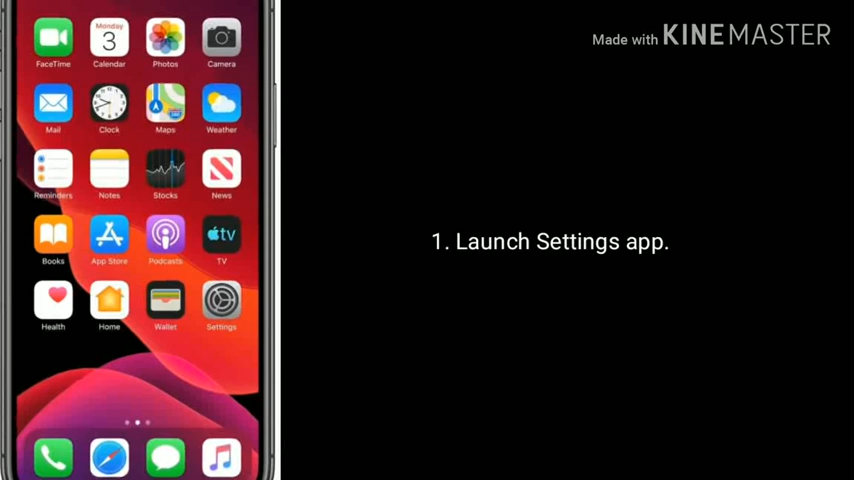 Made with KINEMASTER
Monday
3
FaceTime Calendar Photos Camera
Mail Clock Maps Weather
1. Launch Settings app.
Reminders Notes Stocks News
tv
Books App Store Podcasts TV
Health Home Wallet Settings